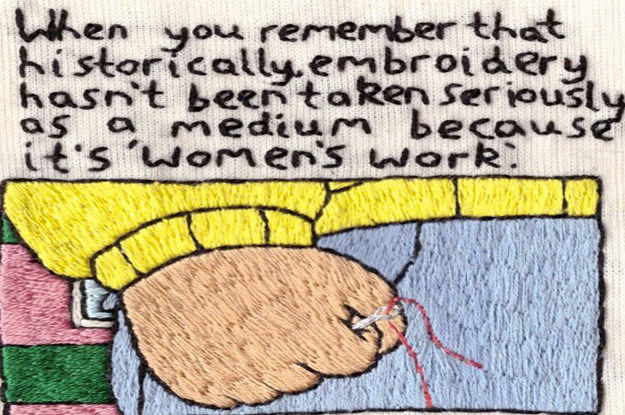 When you remember that
historically, embroidery
hasn't been taken seriously
as a medium because
it's 'women's work'.